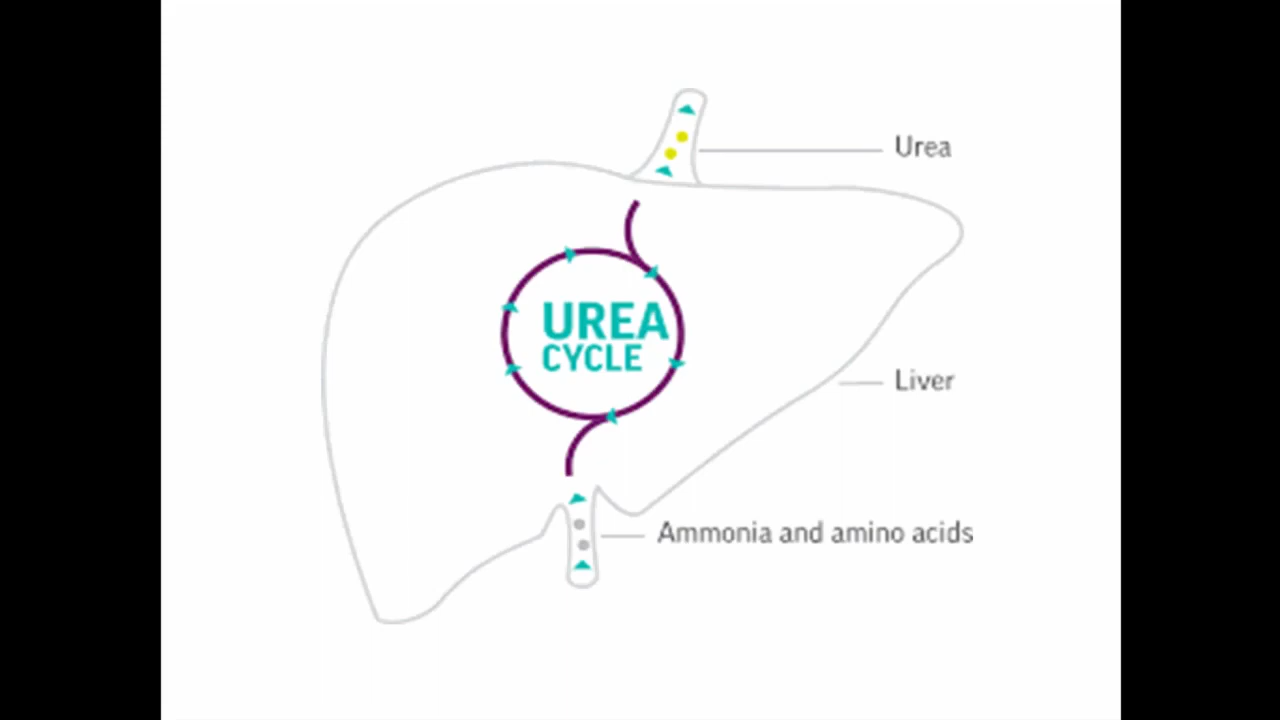 Urea
UREA
CYCLE
Liver
Ammonia and amino acids